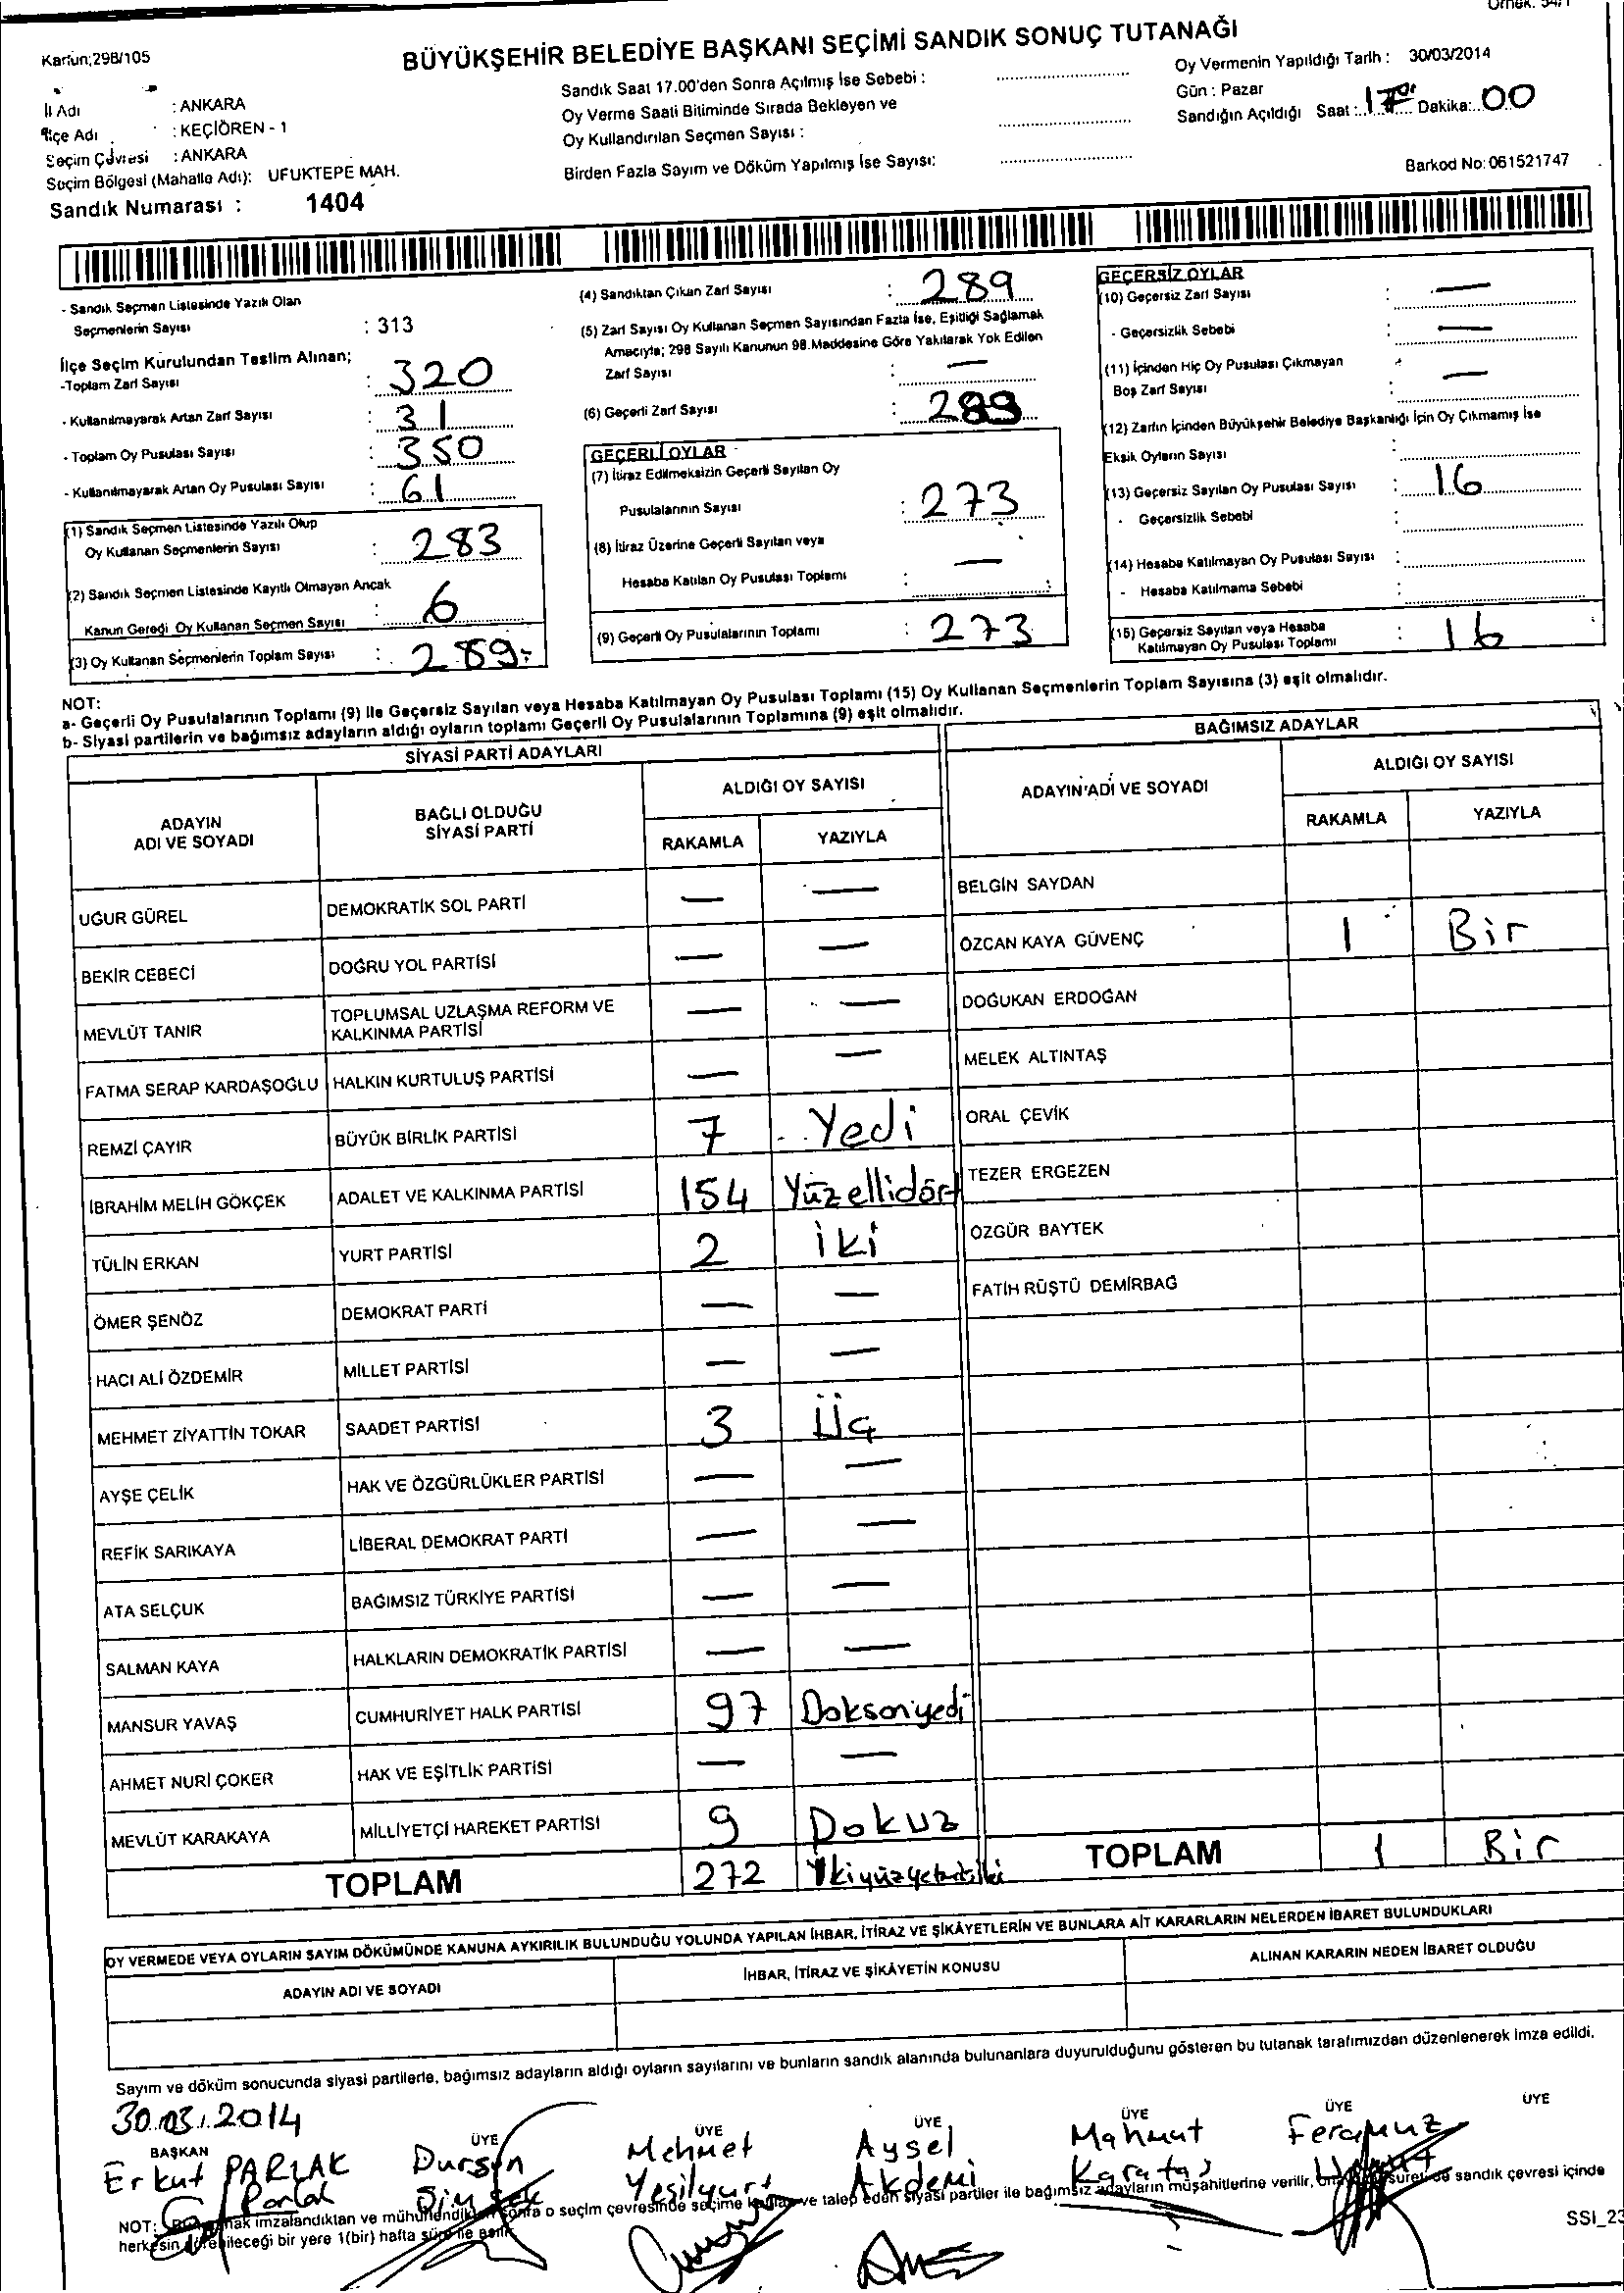 Örnek: 54/1
Kanun:298/105
BÜYÜKŞEHİR BELEDİYE BAŞKANI SEÇİMİ SANDIK SONUÇ TUTANAĞI
İl Adı : ANKARA
İlçe Adı : KEÇİÖREN - 1
Seçim Çevresi : ANKARA
Seçim Bölgesi (Mahalle Adı): UFUKTEPE MAH.
Sandık Numarası : 1404
Sandık Saat 17.00'den Sonra Açılmış İse Sebebi :
Oy Verme Saati Bitiminde Sırada Bekleyen ve
Oy Kullandırılan Seçmen Sayısı :
Birden Fazla Sayım ve Döküm Yapılmış İse Sayısı:
Oy Vermenin Yapıldığı Tarih : 30/03/2014
Gün : Pazar
Sandığın Açıldığı Saat : 17 Dakika: 00
Barkod No: 061521747
- Sandık Seçmen Listesinde Yazılı Olan
Seçmenlerin Sayısı : 313
İlçe Seçim Kurulundan Teslim Alınan;
-Toplam Zarf Sayısı : 320
- Kullanılmayarak Artan Zarf Sayısı : 31
- Toplam Oy Pusulası Sayısı : 350
- Kullanılmayarak Artan Oy Pusulası Sayısı : 61
(1) Sandık Seçmen Listesinde Yazılı Olup
Oy Kullanan Seçmenlerin Sayısı : 283
(2) Sandık Seçmen Listesinde Kayıtlı Olmayan Ancak
Kanun Gereği Oy Kullanan Seçmen Sayısı : 6
(3) Oy Kullanan Seçmenlerin Toplam Sayısı : 289
(4) Sandıktan Çıkan Zarf Sayısı : 289
(5) Zarf Sayısı Oy Kullanan Seçmen Sayısından Fazla İse, Eşitliği Sağlamak
Amacıyla; 298 Sayılı Kanunun 98.Maddesine Göre Yakılarak Yok Edilen
Zarf Sayısı : —
(6) Geçerli Zarf Sayısı : 289
GEÇERLİ OYLAR
(7) İtiraz Edilmeksizin Geçerli Sayılan Oy
Pusulalarının Sayısı : 273
(8) İtiraz Üzerine Geçerli Sayılan veya
Hesaba Katılan Oy Pusulası Toplamı : —
(9) Geçerli Oy Pusulalarının Toplamı : 273
GEÇERSİZ OYLAR
(10) Geçersiz Zarf Sayısı : —
- Geçersizlik Sebebi : —
(11) İçinden Hiç Oy Pusulası Çıkmayan
Boş Zarf Sayısı : —
(12) Zarfın İçinden Büyükşehir Belediye Başkanlığı İçin Oy Çıkmamış İse
Eksik Oyların Sayısı :
(13) Geçersiz Sayılan Oy Pusulası Sayısı : 16
- Geçersizlik Sebebi :
(14) Hesaba Katılmayan Oy Pusulası Sayısı :
- Hesaba Katılmama Sebebi :
(15) Geçersiz Sayılan veya Hesaba
Katılmayan Oy Pusulası Toplamı : 16
NOT:
a- Geçerli Oy Pusulalarının Toplamı (9) ile Geçersiz Sayılan veya Hesaba Katılmayan Oy Pusulası Toplamı (15) Oy Kullanan Seçmenlerin Toplam Sayısına (3) eşit olmalıdır.
b- Siyasi partilerin ve bağımsız adayların aldığı oyların toplamı Geçerli Oy Pusulalarının Toplamına (9) eşit olmalıdır.
SİYASİ PARTİ ADAYLARI
ADAYIN ADI VE SOYADI BAĞLI OLDUĞU SİYASİ PARTİ ALDIĞI OY SAYISI
RAKAMLA YAZIYLA
UĞUR GÜREL DEMOKRATİK SOL PARTİ — —
BEKİR CEBECİ DOĞRU YOL PARTİSİ — —
MEVLÜT TANIR TOPLUMSAL UZLAŞMA REFORM VE KALKINMA PARTİSİ — —
FATMA SERAP KARDAŞOĞLU HALKIN KURTULUŞ PARTİSİ — —
REMZİ ÇAYIR BÜYÜK BİRLİK PARTİSİ 7 Yedi
İBRAHİM MELİH GÖKÇEK ADALET VE KALKINMA PARTİSİ 154 Yüzellidört
TÜLİN ERKAN YURT PARTİSİ 2 iki
ÖMER ŞENÖZ DEMOKRAT PARTİ — —
HACI ALİ ÖZDEMİR MİLLET PARTİSİ — —
MEHMET ZİYATTİN TOKAR SAADET PARTİSİ 3 Üç
AYŞE ÇELİK HAK VE ÖZGÜRLÜKLER PARTİSİ — —
REFİK SARIKAYA LİBERAL DEMOKRAT PARTİ — —
ATA SELÇUK BAĞIMSIZ TÜRKİYE PARTİSİ — —
SALMAN KAYA HALKLARIN DEMOKRATİK PARTİSİ — —
MANSUR YAVAŞ CUMHURİYET HALK PARTİSİ 97 Doksanyedi
AHMET NURİ ÇOKER HAK VE EŞİTLİK PARTİSİ — —
MEVLÜT KARAKAYA MİLLİYETÇİ HAREKET PARTİSİ 9 Dokuz
TOPLAM 272
BAĞIMSIZ ADAYLAR
ADAYIN ADI VE SOYADI ALDIĞI OY SAYISI
RAKAMLA YAZIYLA
BELGİN SAYDAN
ÖZCAN KAYA GÜVENÇ 1 Bir
DOĞUKAN ERDOĞAN
MELEK ALTINTAŞ
ORAL ÇEVİK
TEZER ERGEZEN
ÖZGÜR BAYTEK
FATİH RÜŞTÜ DEMİRBAĞ
TOPLAM 1 Bir
OY VERMEDE VEYA OYLARIN SAYIM DÖKÜMÜNDE KANUNA AYKIRILIK BULUNDUĞU YOLUNDA YAPILAN İHBAR, İTİRAZ VE ŞİKÂYETLERİN VE BUNLARA AİT KARARLARIN NELERDEN İBARET BULUNDUKLARI
ADAYIN ADI VE SOYADI İHBAR, İTİRAZ VE ŞİKÂYETİN KONUSU ALINAN KARARIN NEDEN İBARET OLDUĞU
Sayım ve döküm sonucunda siyasi partilerle, bağımsız adayların aldığı oyların sayılarını ve bunların sandık alanında bulunanlara duyurulduğunu gösteren bu tutanak tarafımızdan düzenlenerek imza edildi.
30.03.2014
BAŞKAN ÜYE ÜYE ÜYE ÜYE ÜYE ÜYE
Erkut PARLAK Dursun Mehmet Aysel Mahmut Feramuz
Parlak Yeşilyurt Akdemi Karataş
NOT: imzalandıktan ve sonra o seçim çevresinde seçime ve talep eden siyasi partiler ile bağımsız adayların müşahitlerine verilir, sureti de sandık çevresi içinde
herkesin görebileceği bir yere 1(bir) hafta süre ile asılır.
SSI_23